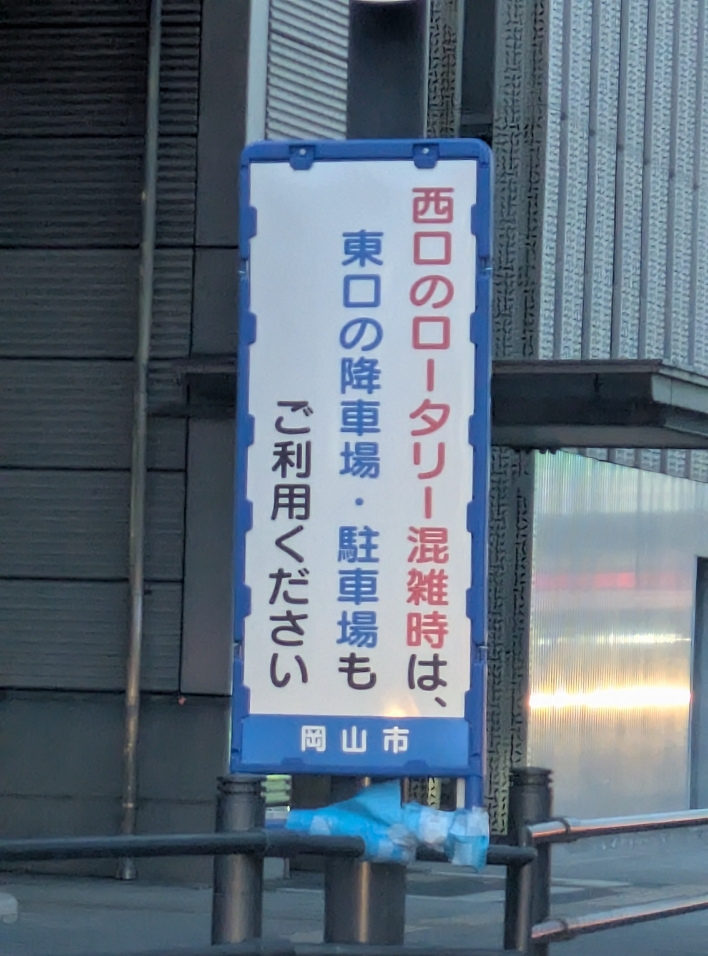 西口のロータリー混雑時は、
東口の降車場・駐車場も
ご利用ください
岡山市